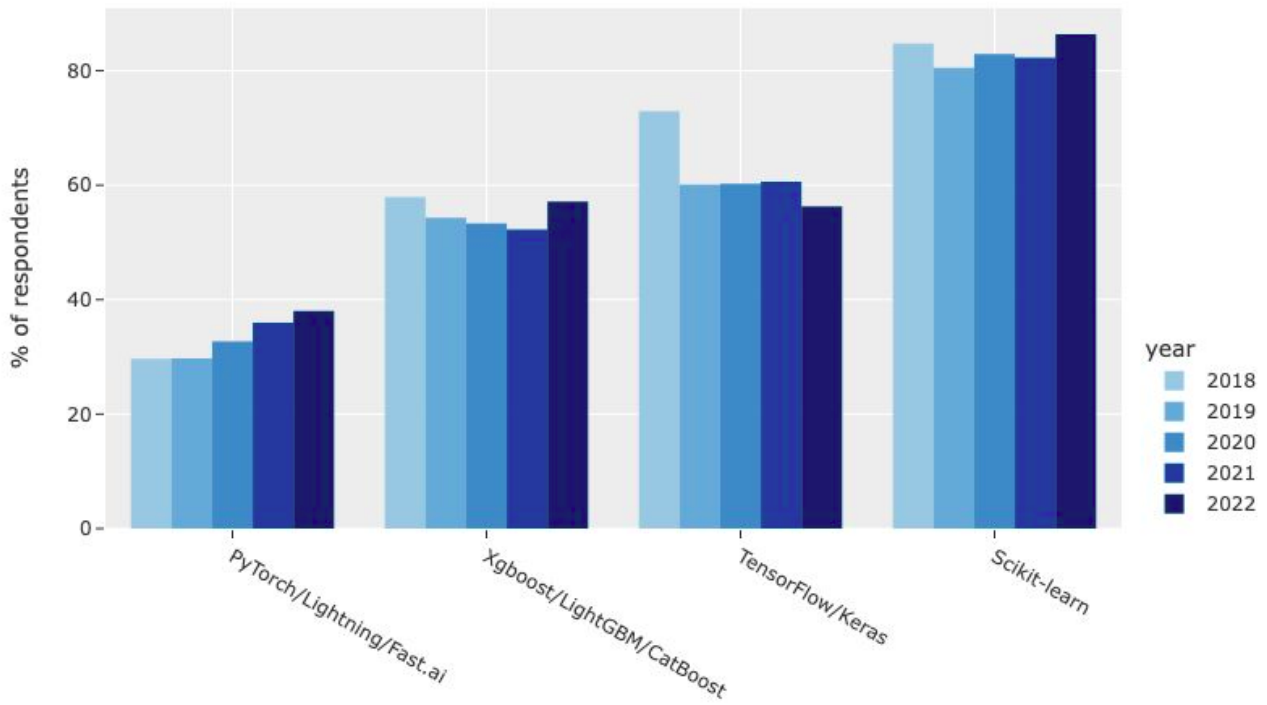 % of respondents
80
60
40
20
0
PyTorch/Lightning/Fast.ai
Xgboost/LightGBM/CatBoost
TensorFlow/Keras
Scikit-learn
year
2018
2019
2020
2021
2022